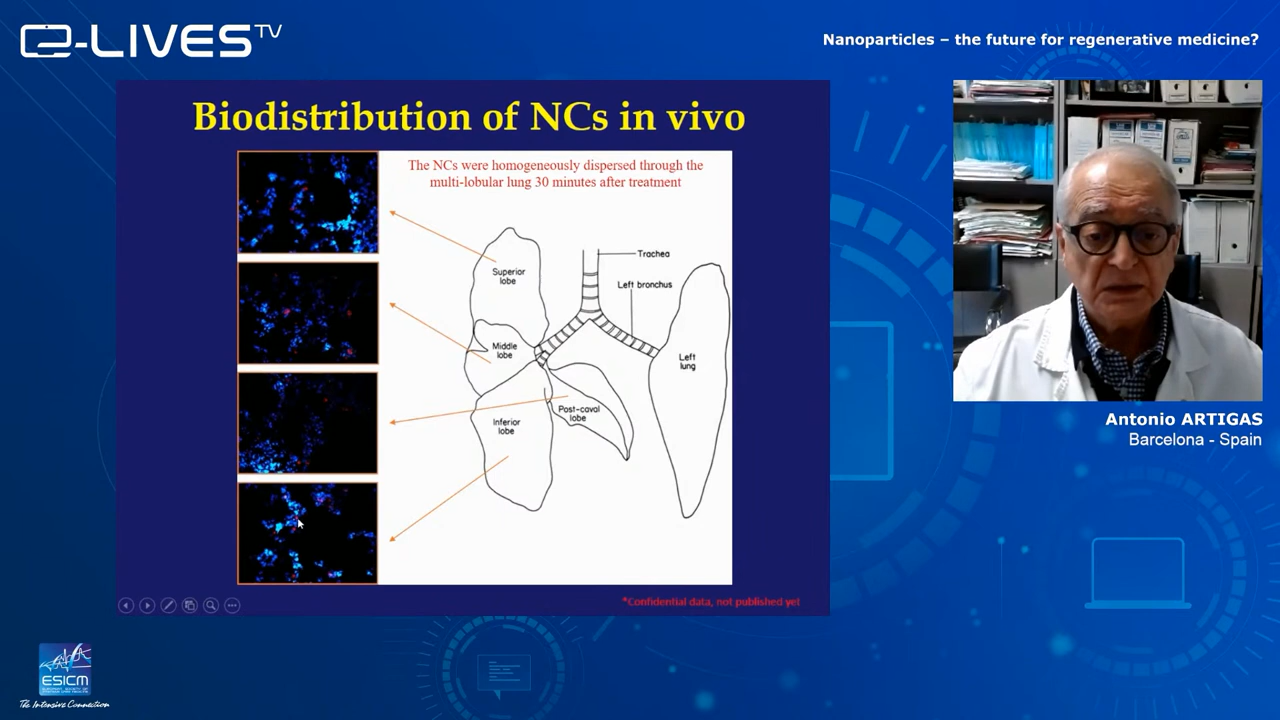 e-LIVES TV
Nanoparticles – the future for regenerative medicine?
Biodistribution of NCs in vivo
The NCs were homogeneously dispersed through the
multi-lobular lung 30 minutes after treatment
Trachea
Left bronchus
Superior
lobe
Middle
lobe
Left
lung
Post-caval
lobe
Inferior
lobe
*Confidential data, not published yet
Antonio ARTIGAS
Barcelona - Spain
ESICM
The Intensive Connection